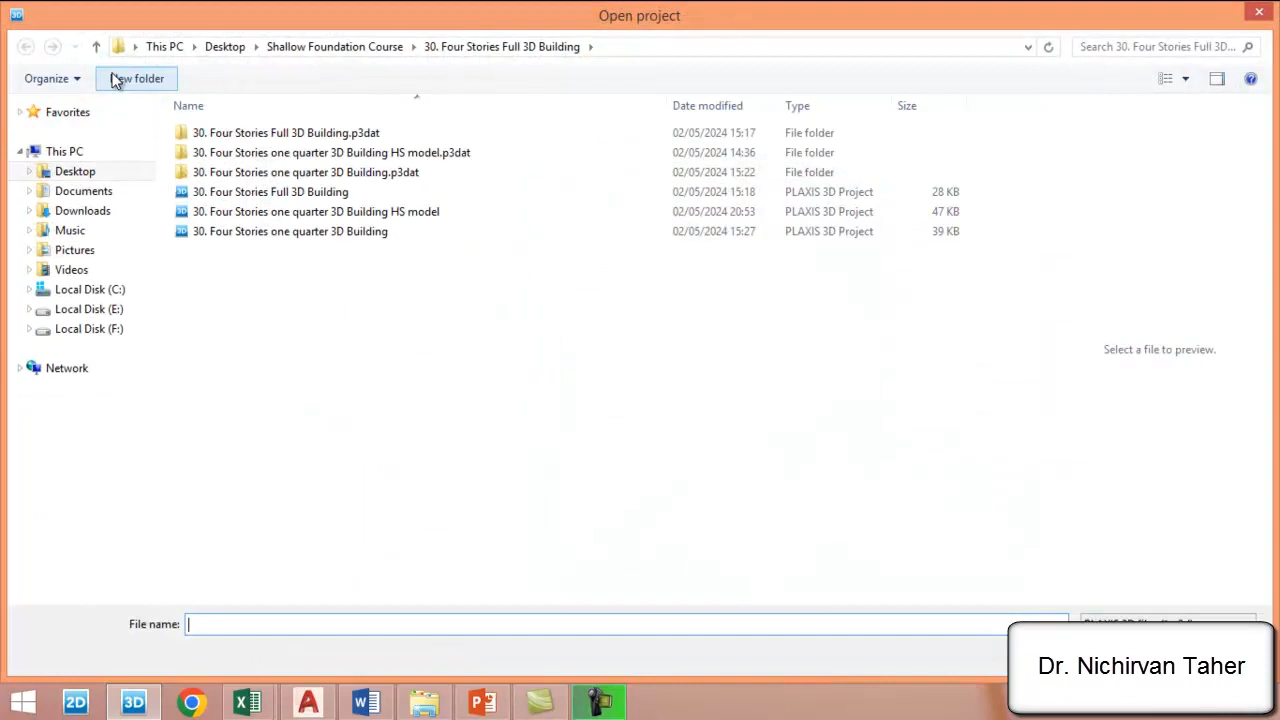 3D
Open project
This PC
Desktop
Shallow Foundation Course
30. Four Stories Full 3D Building
Search 30. Four Stories Full 3D...
Organize
New folder
Name
Date modified
Type
Size
Favorites
This PC
Desktop
Documents
Downloads
Music
Pictures
Videos
Local Disk (C:)
Local Disk (E:)
Local Disk (F:)
Network
30. Four Stories Full 3D Building.p3dat 02/05/2024 15:17 File folder
30. Four Stories one quarter 3D Building HS model.p3dat 02/05/2024 14:36 File folder
30. Four Stories one quarter 3D Building.p3dat 02/05/2024 15:22 File folder
30. Four Stories Full 3D Building 02/05/2024 15:18 PLAXIS 3D Project 28 KB
30. Four Stories one quarter 3D Building HS model 02/05/2024 20:53 PLAXIS 3D Project 47 KB
30. Four Stories one quarter 3D Building 02/05/2024 15:27 PLAXIS 3D Project 39 KB
Select a file to preview.
File name:
Dr. Nichirvan Taher
2D
3D